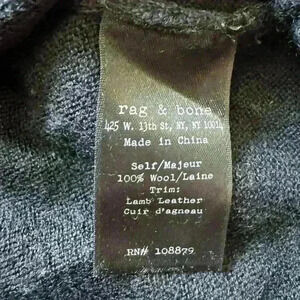 rag & bone
425 W. 13th St, NY, NY 10014
Made in China
Self/Majeur
100% Wool/Laine
Trim:
Lamb Leather
Cuir d'agneau
RN# 108879